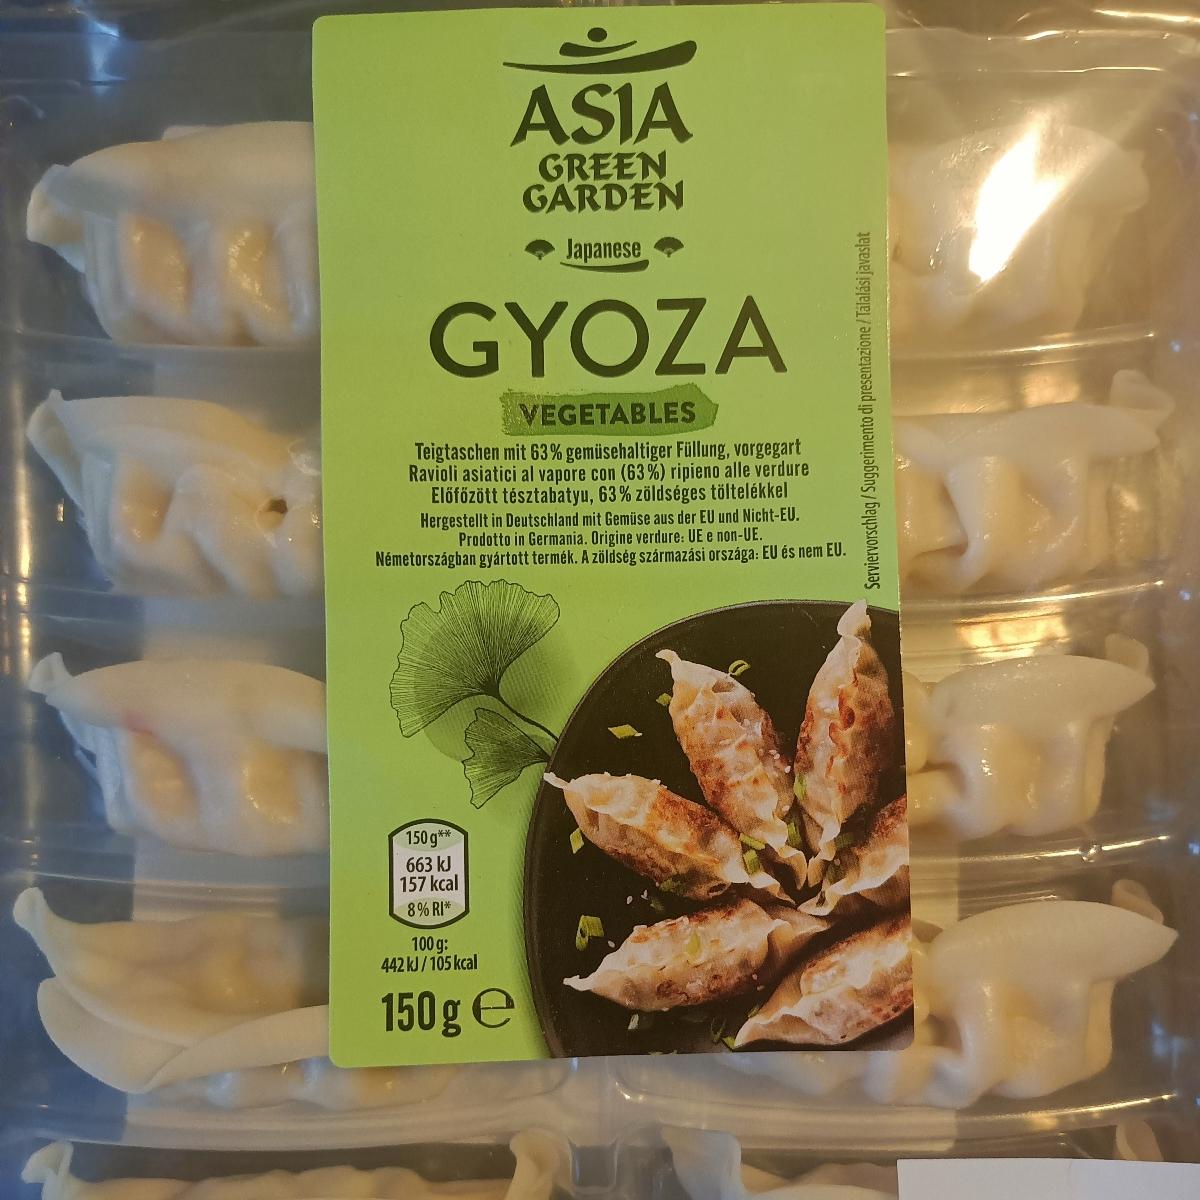 ASIA
GREEN
GARDEN
Japanese
GYOZA
VEGETABLES
Teigtaschen mit 63% gemüsehaltiger Füllung, vorgegart
Ravioli asiatici al vapore con (63%) ripieno alle verdure
Előfőzött tésztabatyu, 63% zöldséges töltelékkel
Hergestellt in Deutschland mit Gemüse aus der EU und Nicht-EU.
Prodotto in Germania. Origine verdure: UE e non-UE.
Németországban gyártott termék. A zöldség származási országa: EU és nem EU.
Serviervorschlag / Suggerimento di presentazione / Tálalási javaslat
150 g**
663 kJ
157 kcal
8% RI*
100 g:
442 kJ / 105 kcal
150 g ℮